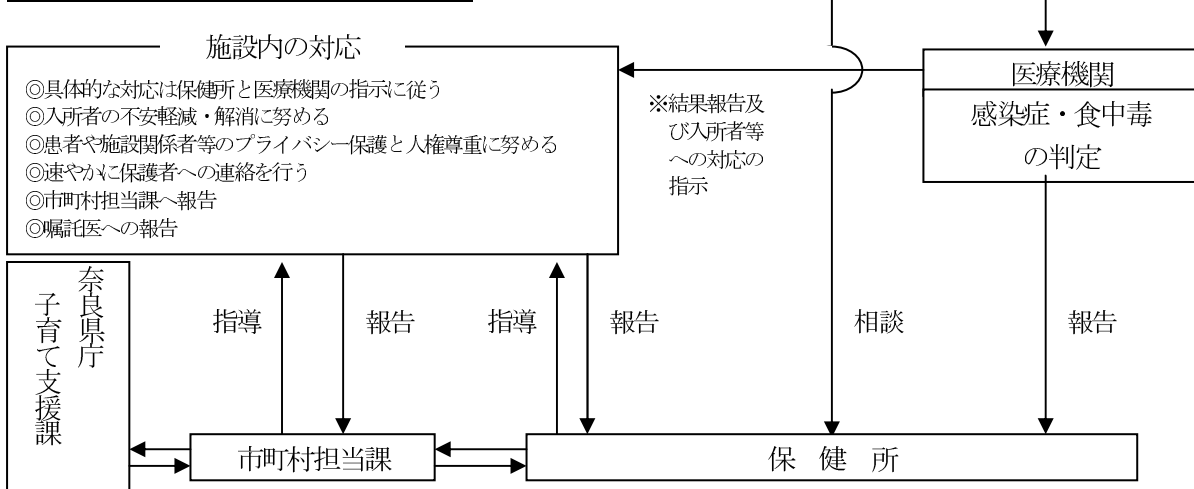 施設内の対応
◎具体的な対応は保健所と医療機関の指示に従う
◎入所者の不安軽減・解消に努める
◎患者や施設関係者等のプライバシー保護と人権尊重に努める
◎速やかに保護者への連絡を行う
◎市町村担当課へ報告
◎嘱託医への報告
※結果報告及
び入所者等
への対応の
指示
医療機関
感染症・食中毒
の判定
奈良県庁
子育て支援課
指導
報告
指導
報告
相談
報告
市町村担当課
保 健 所